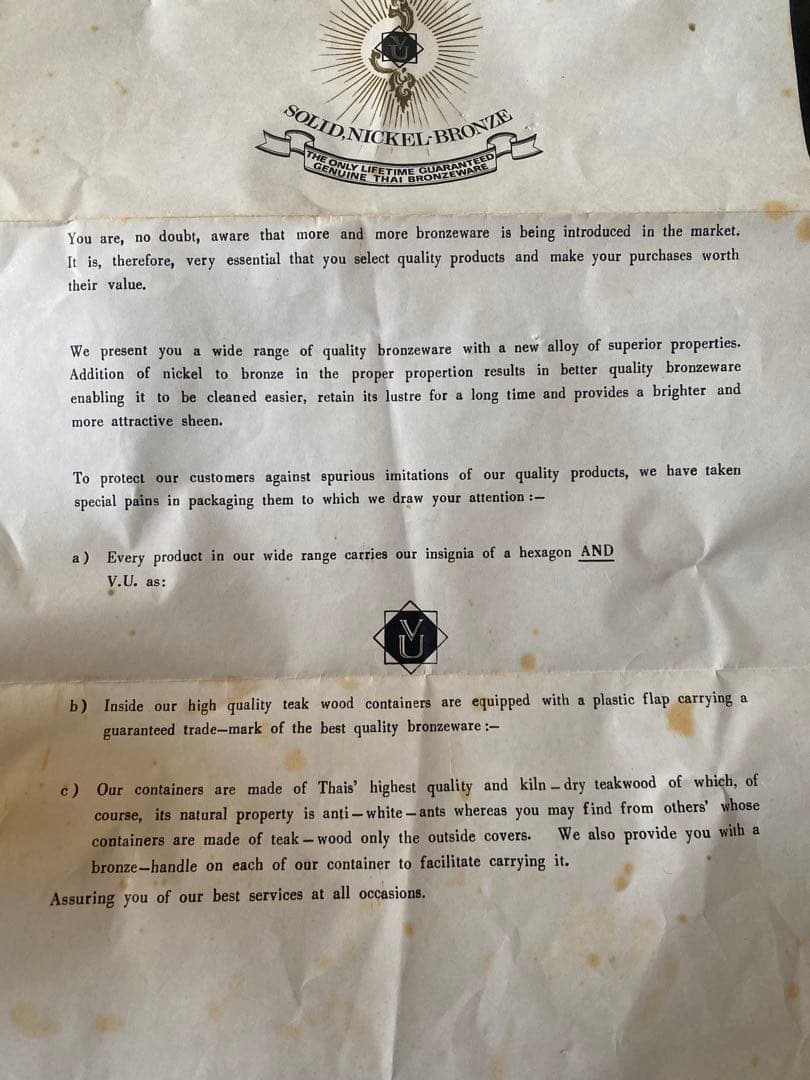 VU
SOLID, NICKEL-BRONZE
THE ONLY LIFETIME GUARANTEED
GENUINE THAI BRONZEWARE
You are, no doubt, aware that more and more bronzeware is being introduced in the market.
It is, therefore, very essential that you select quality products and make your purchases worth
their value.
We present you a wide range of quality bronzeware with a new alloy of superior properties.
Addition of nickel to bronze in the proper propertion results in better quality bronzeware
enabling it to be cleaned easier, retain its lustre for a long time and provides a brighter and
more attractive sheen.
To protect our customers against spurious imitations of our quality products, we have taken
special pains in packaging them to which we draw your attention :—
a) Every product in our wide range carries our insignia of a hexagon AND
V.U. as:
VU
b) Inside our high quality teak wood containers are equipped with a plastic flap carrying a
guaranteed trade—mark of the best quality bronzeware :—
c) Our containers are made of Thais' highest quality and kiln – dry teakwood of which, of
course, its natural property is anti – white – ants whereas you may find from others' whose
containers are made of teak – wood only the outside covers. We also provide you with a
bronze—handle on each of our container to facilitate carrying it.
Assuring you of our best services at all occasions.